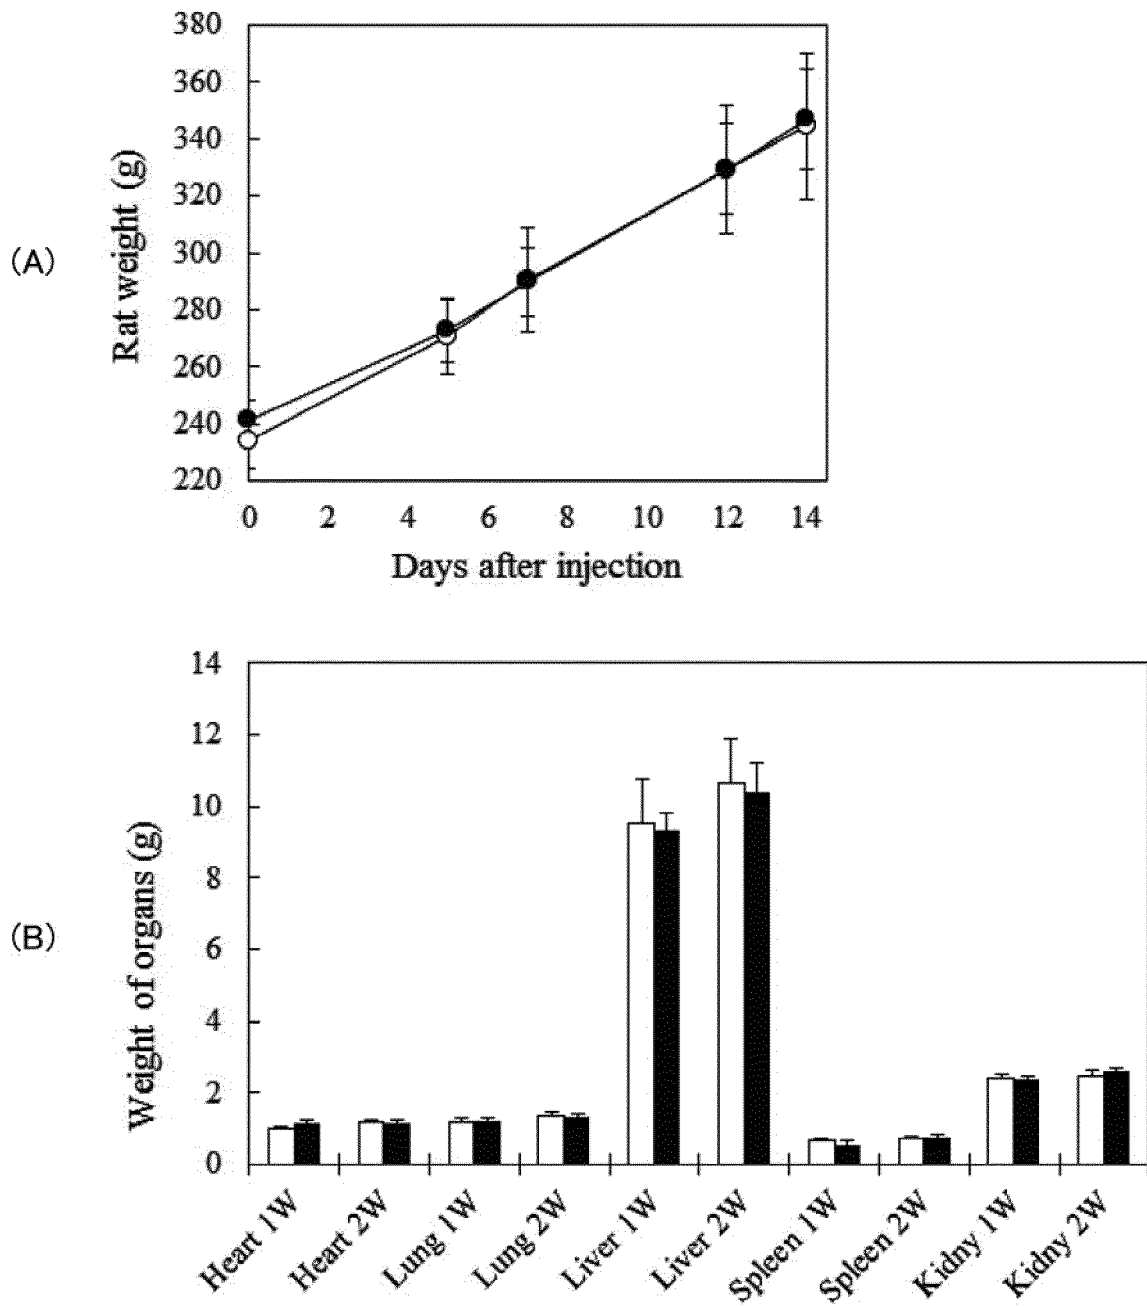 (A)
Rat weight (g)
380
360
340
320
300
280
260
240
220
0 2 4 6 8 10 12 14
Days after injection
(B)
Weight of organs (g)
14
12
10
8
6
4
2
0
Heart 1W
Heart 2W
Lung 1W
Lung 2W
Liver 1W
Liver 2W
Spleen 1W
Spleen 2W
Kidny 1W
Kidny 2W